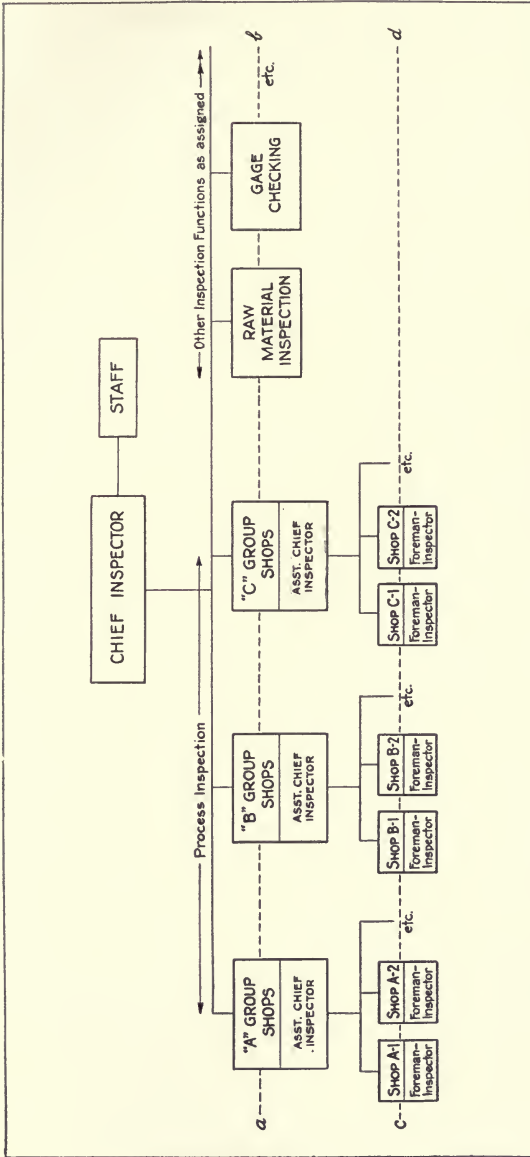 CHIEF INSPECTOR
STAFF
Process Inspection
Other Inspection Functions as assigned
a
"A" GROUP
SHOPS
ASST. CHIEF
INSPECTOR
"B" GROUP
SHOPS
ASST. CHIEF
INSPECTOR
"C" GROUP
SHOPS
ASST. CHIEF
INSPECTOR
RAW
MATERIAL
INSPECTION
GAGE
CHECKING
etc.
b
c
SHOP A-1
Foreman-
Inspector
SHOP A-2
Foreman-
Inspector
etc.
SHOP B-1
Foreman-
Inspector
SHOP B-2
Foreman-
Inspector
etc.
SHOP C-1
Foreman-
Inspector
SHOP C-2
Foreman-
Inspector
etc.
d